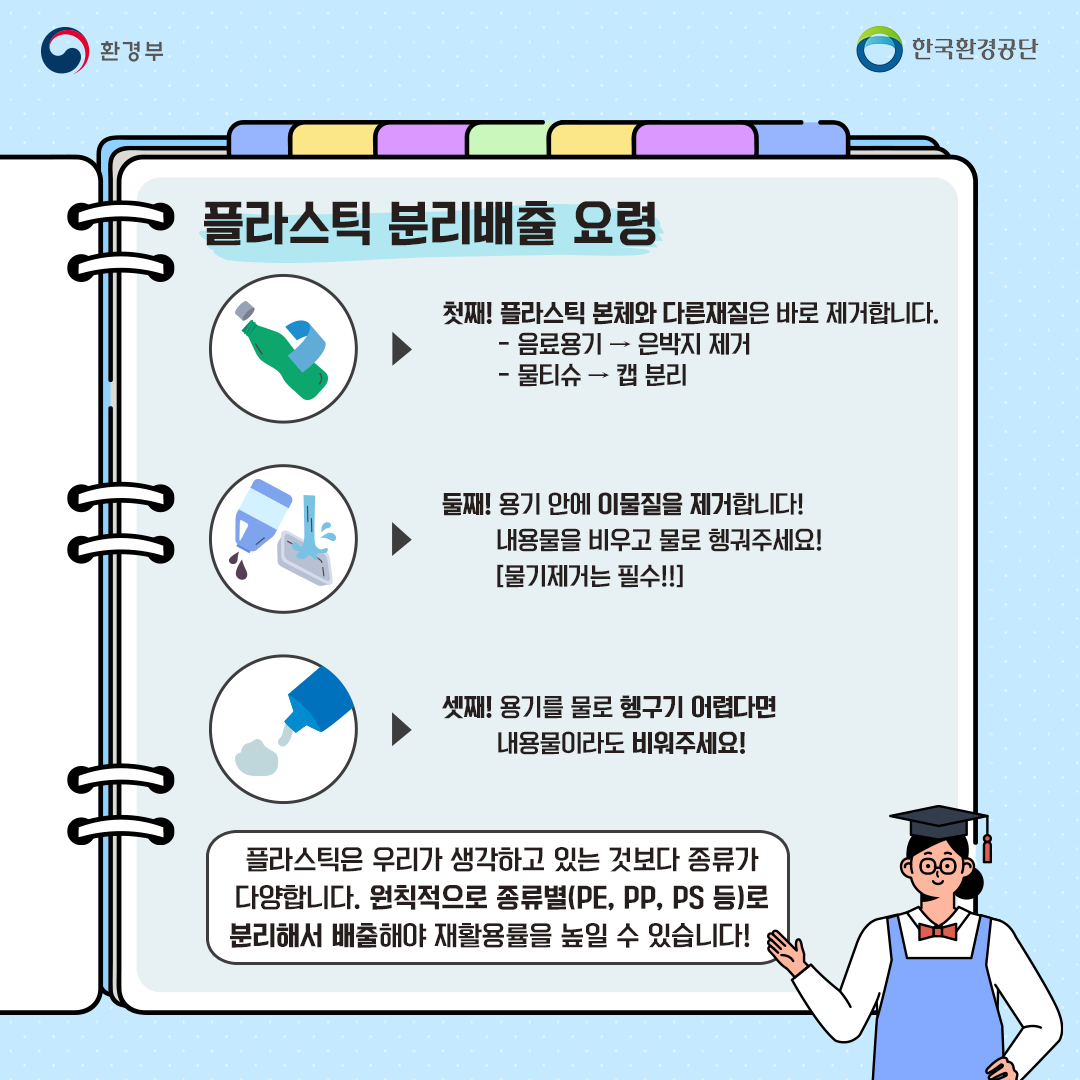 환경부
한국환경공단
플라스틱 분리배출 요령
첫째! 플라스틱 본체와 다른재질은 바로 제거합니다.
- 음료용기 → 은박지 제거
- 물티슈 → 캡 분리
둘째! 용기 안에 이물질을 제거합니다!
내용물을 비우고 물로 헹궈주세요!
[물기제거는 필수!!]
셋째! 용기를 물로 헹구기 어렵다면
내용물이라도 비워주세요!
플라스틱은 우리가 생각하고 있는 것보다 종류가
다양합니다. 원칙적으로 종류별(PE, PP, PS 등)로
분리해서 배출해야 재활용률을 높일 수 있습니다!